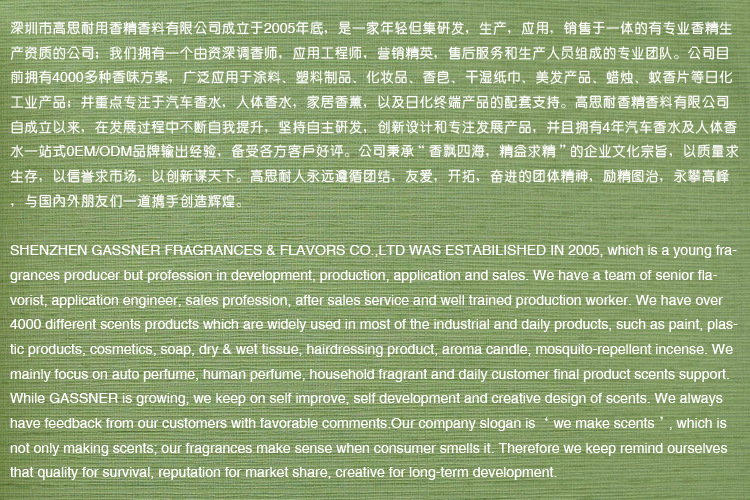 深圳市高思耐用香精香料有限公司成立于2005年底，是一家年轻但集研发，生产，应用，销售于一体的有专业香精生
产资质的公司；我们拥有一个由资深调香师，应用工程师，营销精英，售后服务和生产人员组成的专业团队。公司目
前拥有4000多种香味方案，广泛应用于涂料、塑料制品、化妆品、香皂、干湿纸巾、美发产品、蜡烛、蚊香片等日化
工业产品；并重点专注于汽车香水，人体香水，家居香薰，以及日化终端产品的配套支持。高思耐香精香料有限公司
自成立以来，在发展过程中不断自我提升，坚持自主研发，创新设计和专注发展产品，并且拥有4年汽车香水及人体香
水一站式0EM/ODM品牌输出经验，备受各方客戶好评。公司秉承“香飘四海，精益求精”的企业文化宗旨，以质量求
生存，以信誉求市场，以创新谋天下。高思耐人永远遵循团结，友爱，开拓，奋进的团体精神，励精图治，永攀高峰
，与国內外朋友们一道携手创造辉煌。
SHENZHEN GASSNER FRAGRANCES & FLAVORS CO.,LTD WAS ESTABILISHED IN 2005, which is a young fra-
grances producer but profession in development, production, application and sales. We have a team of senior fla-
vorist, application engineer, sales profession, after sales service and well trained production worker. We have over
4000 different scents products which are widely used in most of the industrial and daily products, such as paint, plas-
tic products, cosmetics, soap, dry & wet tissue, hairdressing product, aroma candle, mosquito-repellent incense. We
mainly focus on auto perfume, human perfume, household fragrant and daily customer final product scents support.
While GASSNER is growing, we keep on self improve, self development and creative design of scents. We always
have feedback from our customers with favorable comments.Our company slogan is ‘ we make scents ’, which is
not only making scents; our fragrances make sense when consumer smells it. Therefore we keep remind ourselves
that quality for survival, reputation for market share, creative for long-term development.